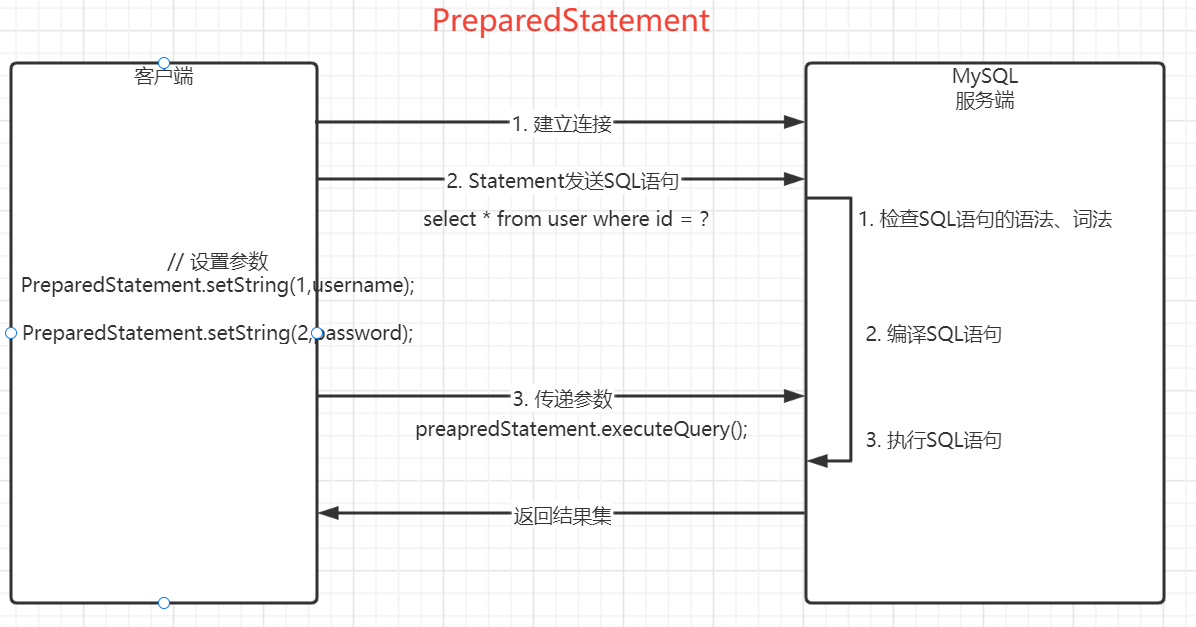 PreparedStatement
客户端
MySQL
服务端
1. 建立连接
2. Statement发送SQL语句
select * from user where id = ?
1. 检查SQL语句的语法、词法
// 设置参数
PreparedStatement.setString(1,username);
PreparedStatement.setString(2,password);
2. 编译SQL语句
3. 传递参数
preapredStatement.executeQuery();
3. 执行SQL语句
返回结果集